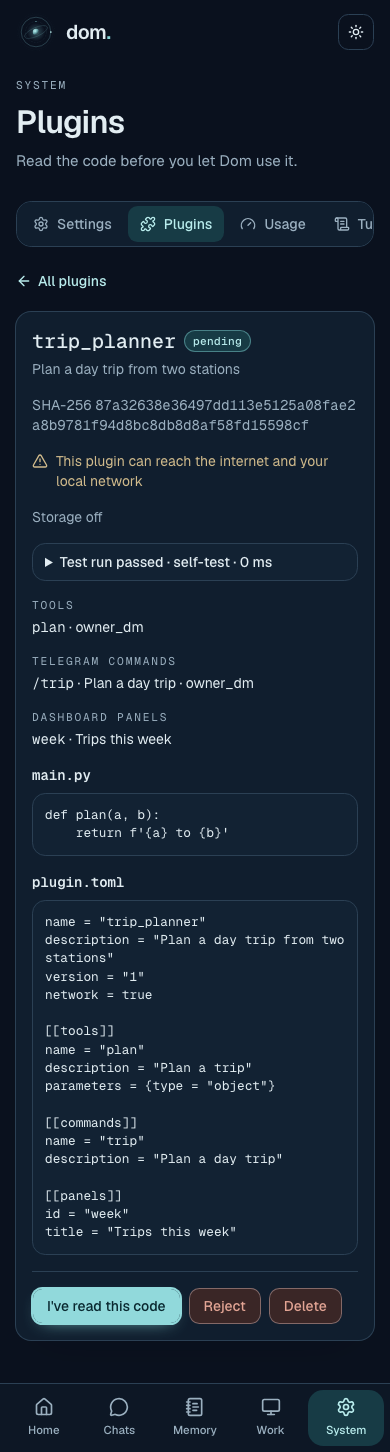 dom.
SYSTEM
Plugins
Read the code before you let Dom use it.
Settings
Plugins
Usage
Tu
← All plugins
trip_planner
pending
Plan a day trip from two stations
SHA-256 87a32638e36497dd113e5125a08fae2
a8b9781f94d8bc8db8d8af58fd15598cf
This plugin can reach the internet and your
local network
Storage off
▶ Test run passed · self-test · 0 ms
TOOLS
plan · owner_dm
TELEGRAM COMMANDS
/trip · Plan a day trip · owner_dm
DASHBOARD PANELS
week · Trips this week
main.py
def plan(a, b):
    return f'{a} to {b}'
plugin.toml
name = "trip_planner"
description = "Plan a day trip from two
stations"
version = "1"
network = true
[[tools]]
name = "plan"
description = "Plan a trip"
parameters = {type = "object"}
[[commands]]
name = "trip"
description = "Plan a day trip"
[[panels]]
id = "week"
title = "Trips this week"
I've read this code
Reject
Delete
Home
Chats
Memory
Work
System